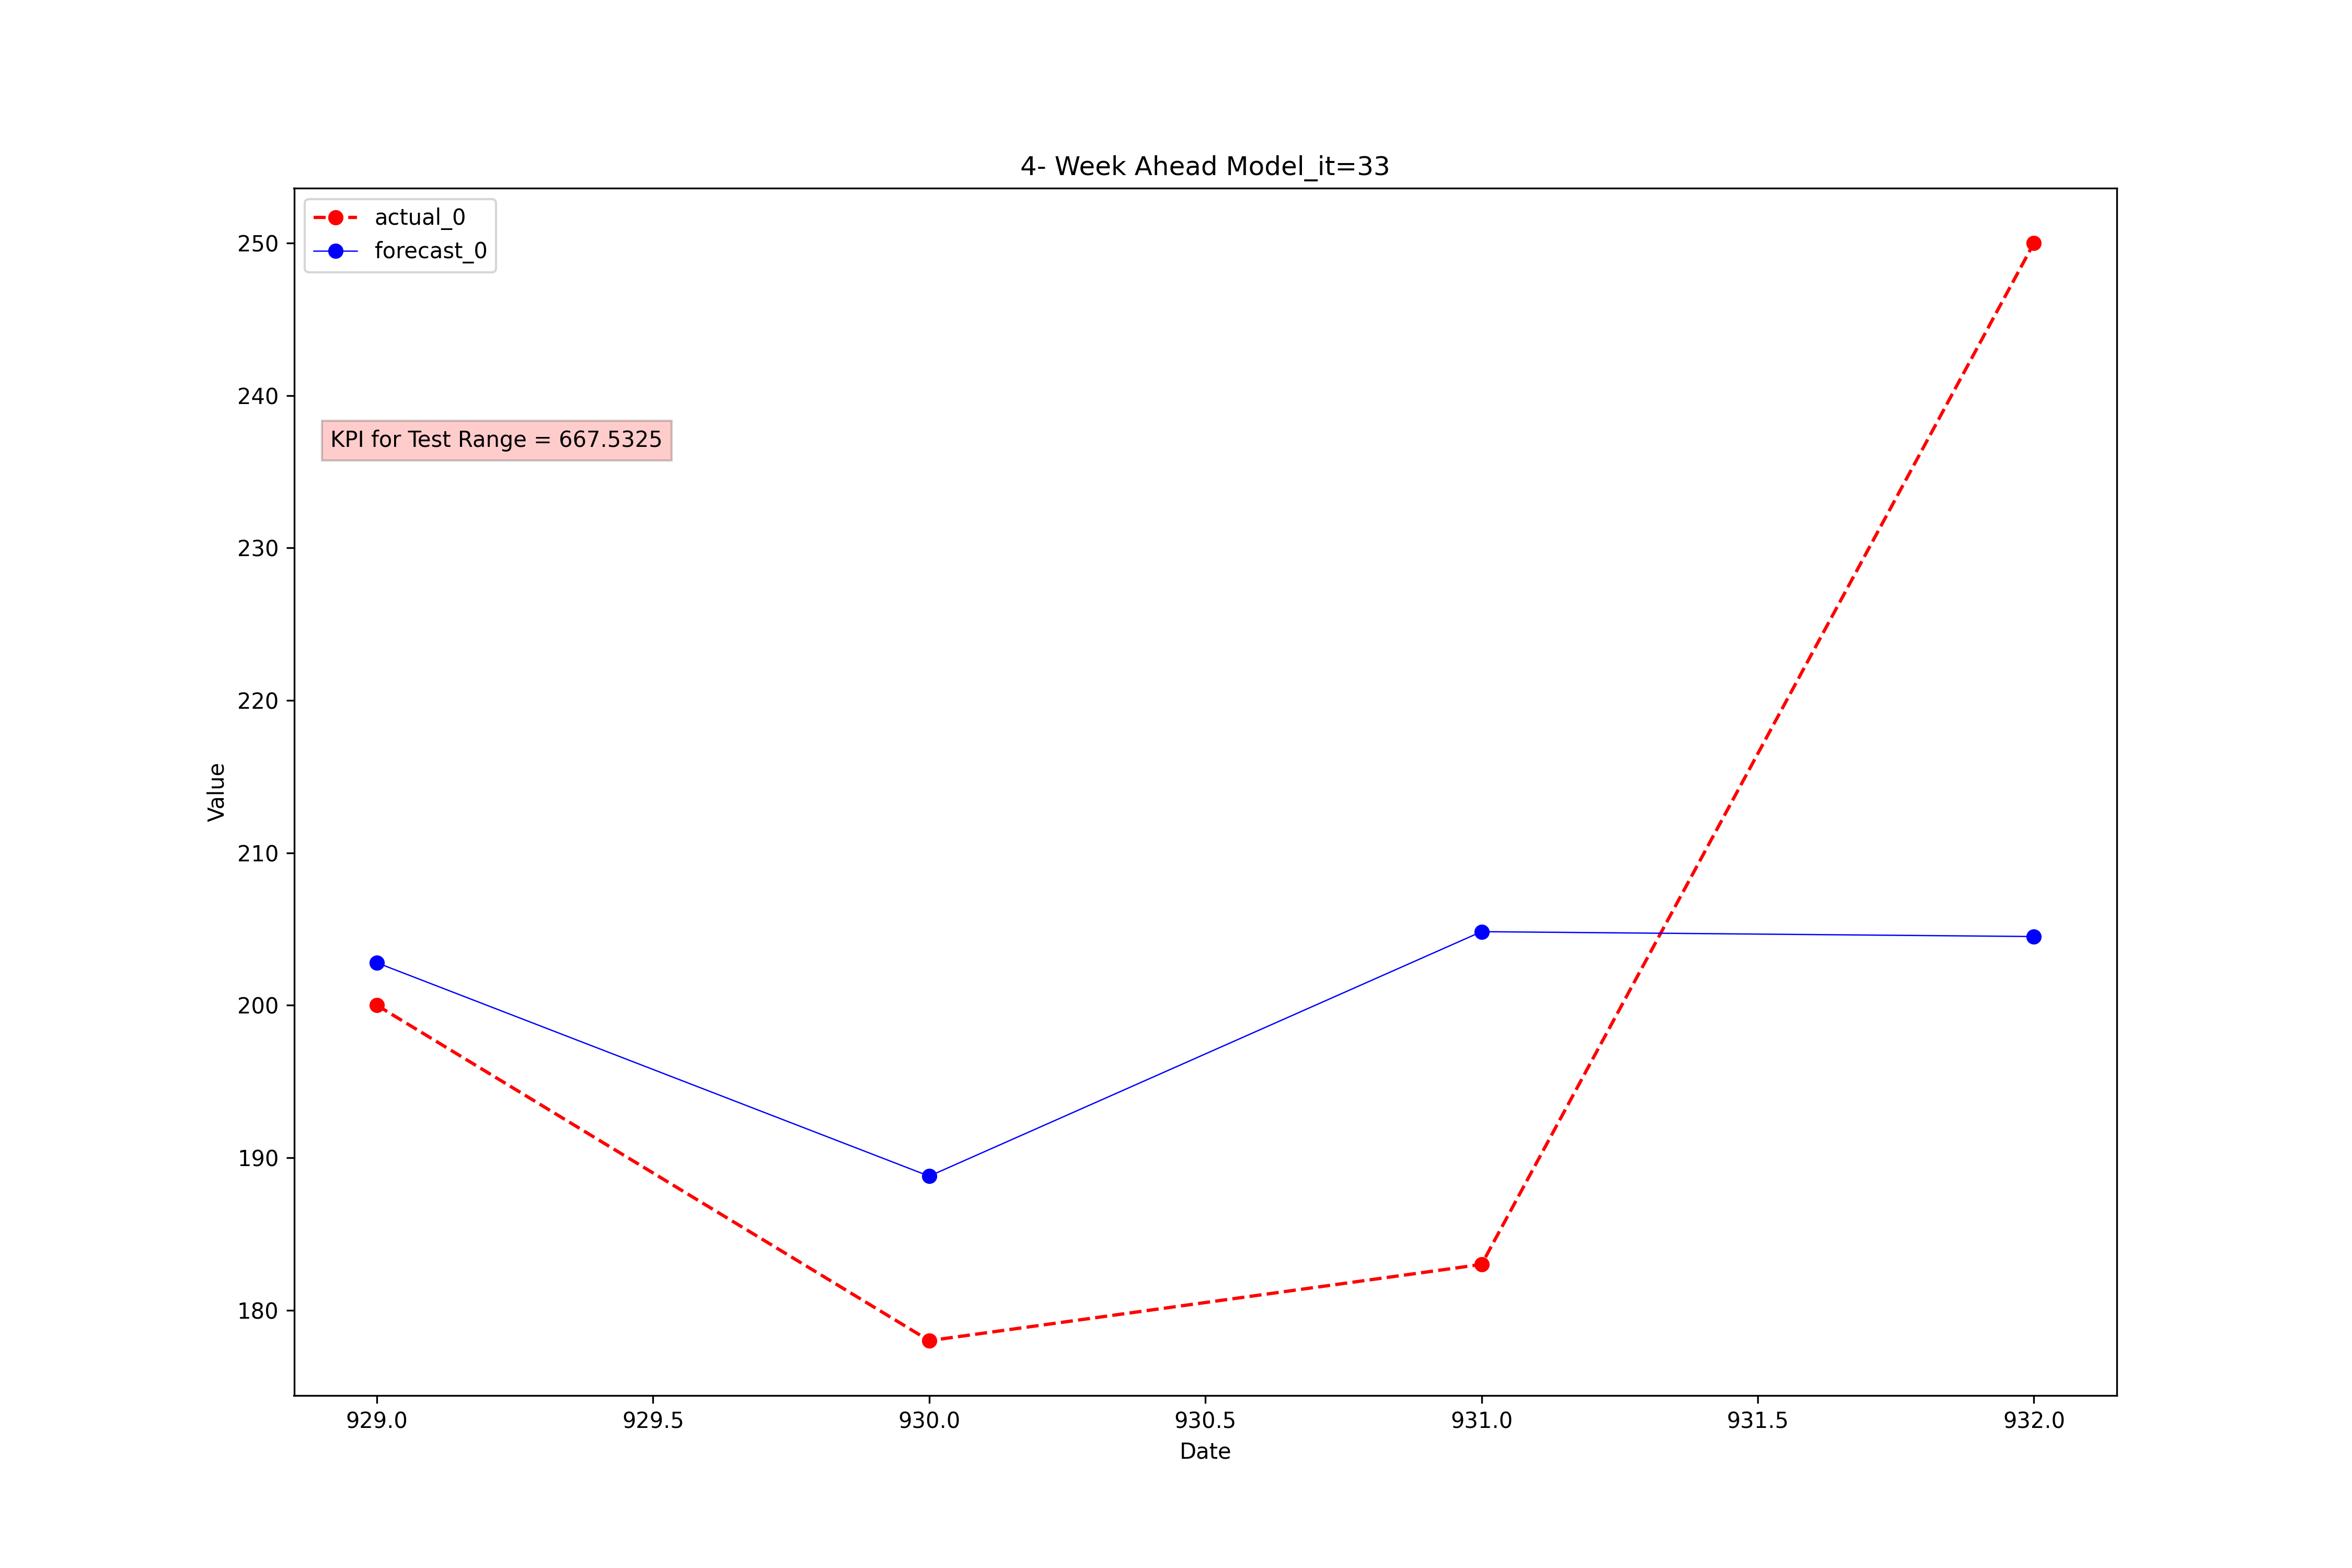 4- Week Ahead Model_it=33
actual_0
forecast_0
KPI for Test Range = 667.5325
250
240
230
220
210
200
190
180
Value
929.0 929.5 930.0 930.5 931.0 931.5 932.0
Date